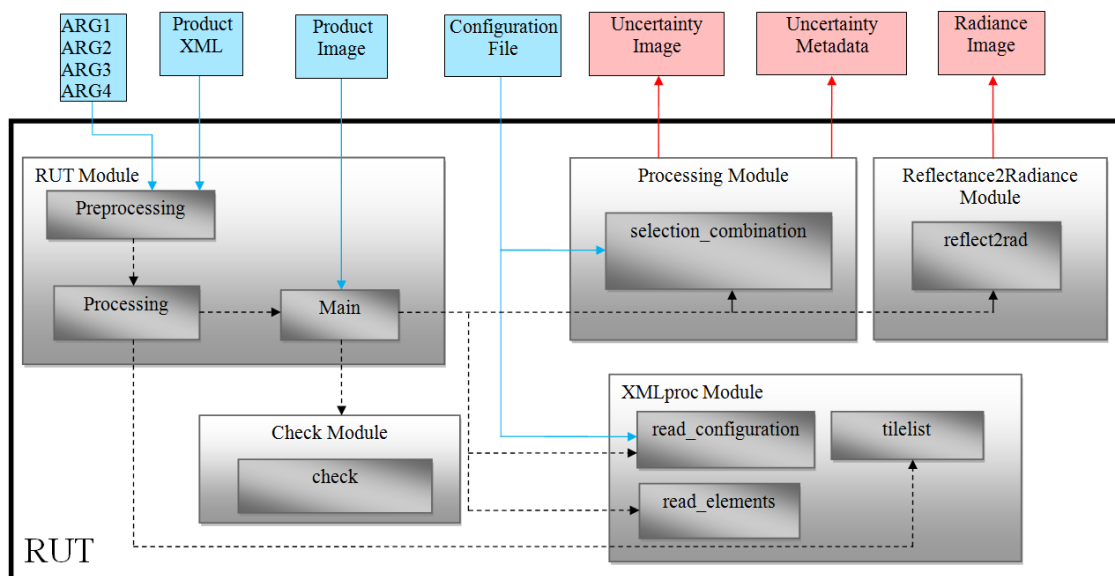 ARG1
ARG2
ARG3
ARG4
Product
XML
Product
Image
Configuration
File
Uncertainty
Image
Uncertainty
Metadata
Radiance
Image
RUT Module
Preprocessing
Processing
Main
Processing Module
selection_combination
Reflectance2Radiance
Module
reflect2rad
Check Module
check
XMLproc Module
read_configuration
tilelist
read_elements
RUT